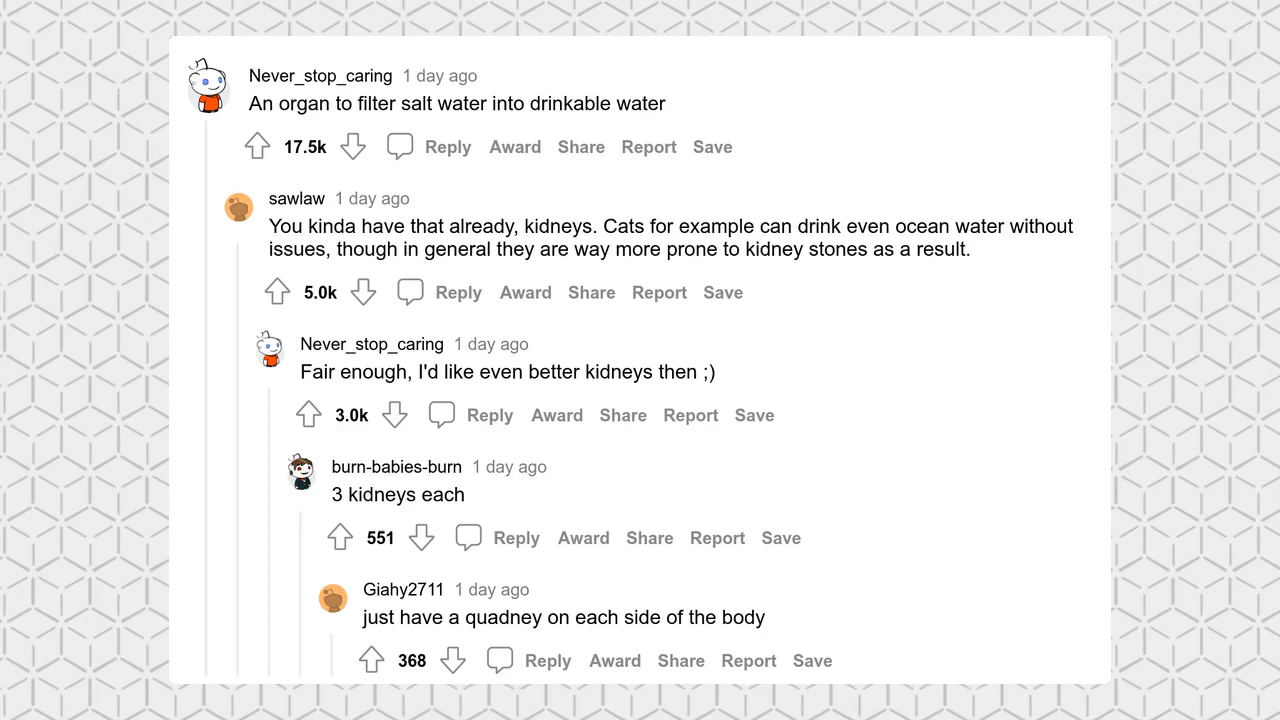 Never_stop_caring 1 day ago
An organ to filter salt water into drinkable water
17.5k Reply Award Share Report Save
sawlaw 1 day ago
You kinda have that already, kidneys. Cats for example can drink even ocean water without
issues, though in general they are way more prone to kidney stones as a result.
5.0k Reply Award Share Report Save
Never_stop_caring 1 day ago
Fair enough, I'd like even better kidneys then ;)
3.0k Reply Award Share Report Save
burn-babies-burn 1 day ago
3 kidneys each
551 Reply Award Share Report Save
Giahy2711 1 day ago
just have a quadney on each side of the body
368 Reply Award Share Report Save